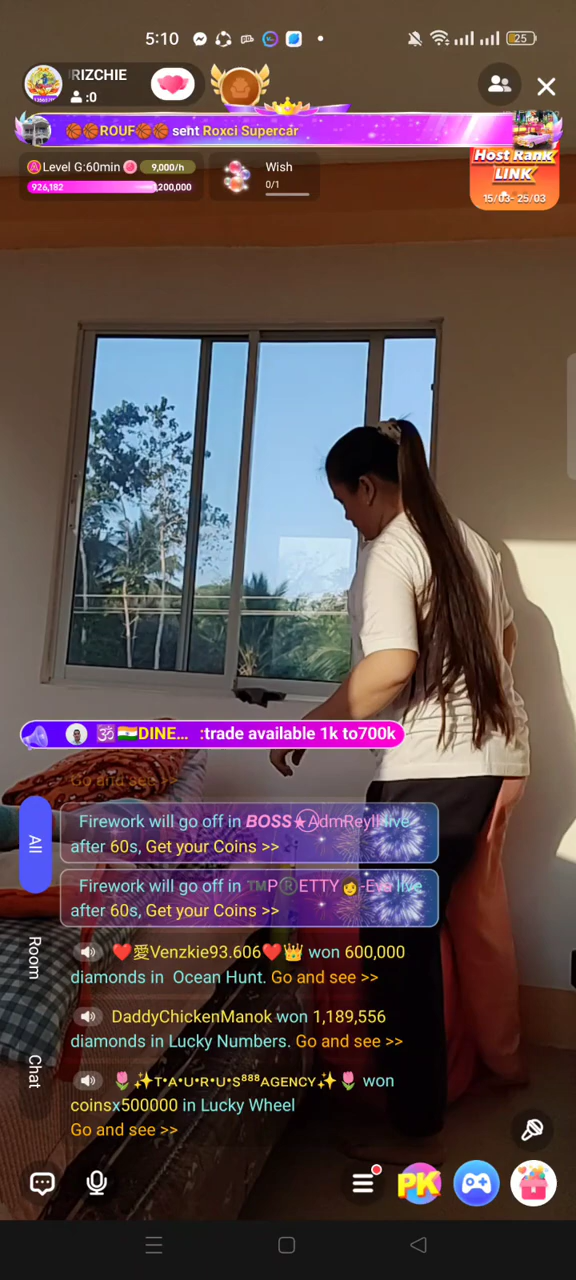 5:10
25
RIZCHIE
:0
🏀🏀ROUF🏀🏀 seht Roxci Supercar
Level G:60min 9,000/h
926,182
Wish
0/1
Host Rank
LINK
15/03- 25/03
🕉🇮🇳DINE... :trade available 1k to700k
Go and see >>
Firework will go off in BOSS★ⒶdmReyII live
after 60s, Get your Coins >>
Firework will go off in ™PⓇETTY👩-Eva live
after 60s, Get your Coins >>
❤️愛Venzkie93.606❤️👑 won 600,000
diamonds in Ocean Hunt. Go and see >>
DaddyChickenManok won 1,189,556
diamonds in Lucky Numbers. Go and see >>
🌷✨T•A•U•R•U•S⁸⁸⁸AGENCY✨🌷 won
coinsx500000 in Lucky Wheel
Go and see >>
All
Room
Chat
PK